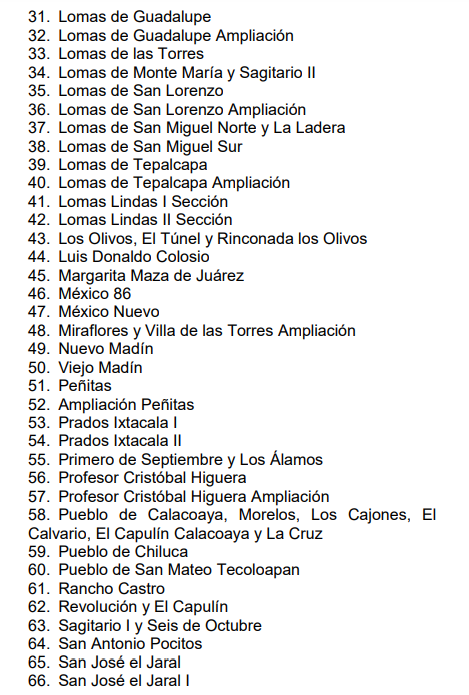 31. Lomas de Guadalupe
32. Lomas de Guadalupe Ampliación
33. Lomas de las Torres
34. Lomas de Monte María y Sagitario II
35. Lomas de San Lorenzo
36. Lomas de San Lorenzo Ampliación
37. Lomas de San Miguel Norte y La Ladera
38. Lomas de San Miguel Sur
39. Lomas de Tepalcapa
40. Lomas de Tepalcapa Ampliación
41. Lomas Lindas I Sección
42. Lomas Lindas II Sección
43. Los Olivos, El Túnel y Rinconada los Olivos
44. Luis Donaldo Colosio
45. Margarita Maza de Juárez
46. México 86
47. México Nuevo
48. Miraflores y Villa de las Torres Ampliación
49. Nuevo Madín
50. Viejo Madín
51. Peñitas
52. Ampliación Peñitas
53. Prados Ixtacala I
54. Prados Ixtacala II
55. Primero de Septiembre y Los Álamos
56. Profesor Cristóbal Higuera
57. Profesor Cristóbal Higuera Ampliación
58. Pueblo de Calacoaya, Morelos, Los Cajones, El
Calvario, El Capulín Calacoaya y La Cruz
59. Pueblo de Chiluca
60. Pueblo de San Mateo Tecoloapan
61. Rancho Castro
62. Revolución y El Capulín
63. Sagitario I y Seis de Octubre
64. San Antonio Pocitos
65. San José el Jaral
66. San José el Jaral I